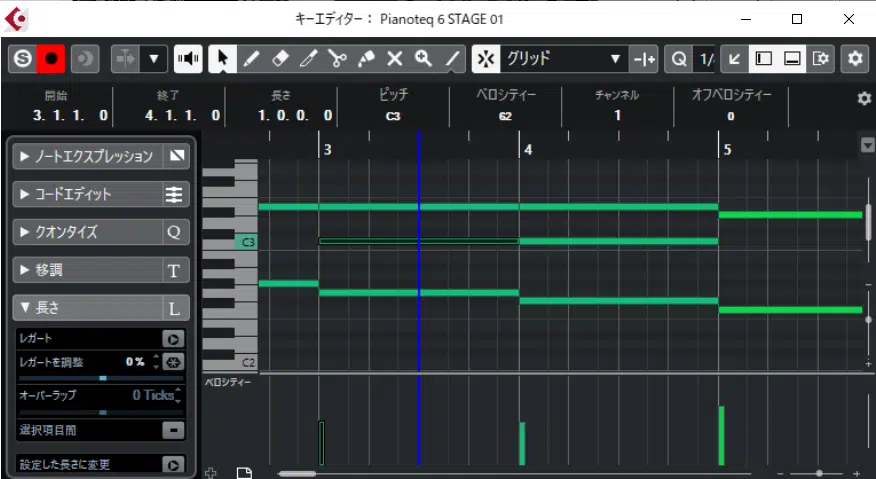 キーエディター： Pianoteq 6 STAGE 01
S グリッド Q 1/
開始 終了 長さ ピッチ ベロシティー チャンネル オフベロシティー
3. 1. 1. 0 4. 1. 1. 0 1. 0. 0. 0 C3 62 1 0
3 4 5
ノートエクスプレッション
コードエディット
クオンタイズ Q
C3
移調 T
長さ L
レガート
レガートを調整 0%
C2
オーバーラップ 0 Ticks
ベロシティー
選択項目間
設定した長さに変更